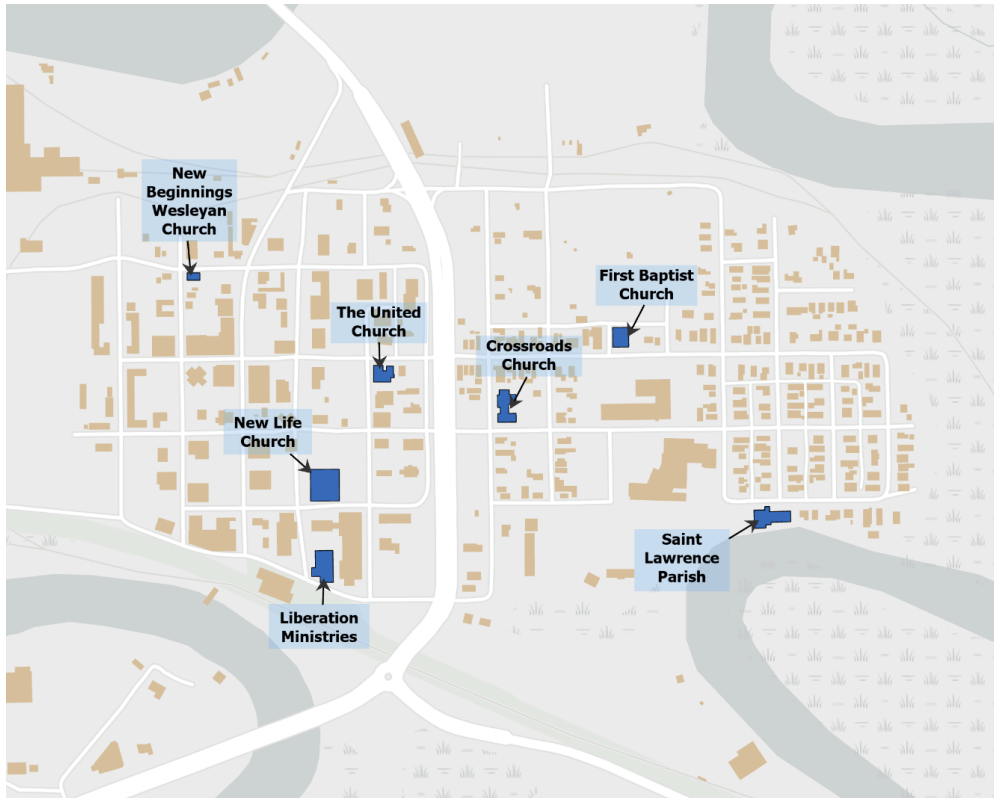 New
Beginnings
Wesleyan
Church
First Baptist
Church
The United
Church
Crossroads
Church
New Life
Church
Saint
Lawrence
Parish
Liberation
Ministries